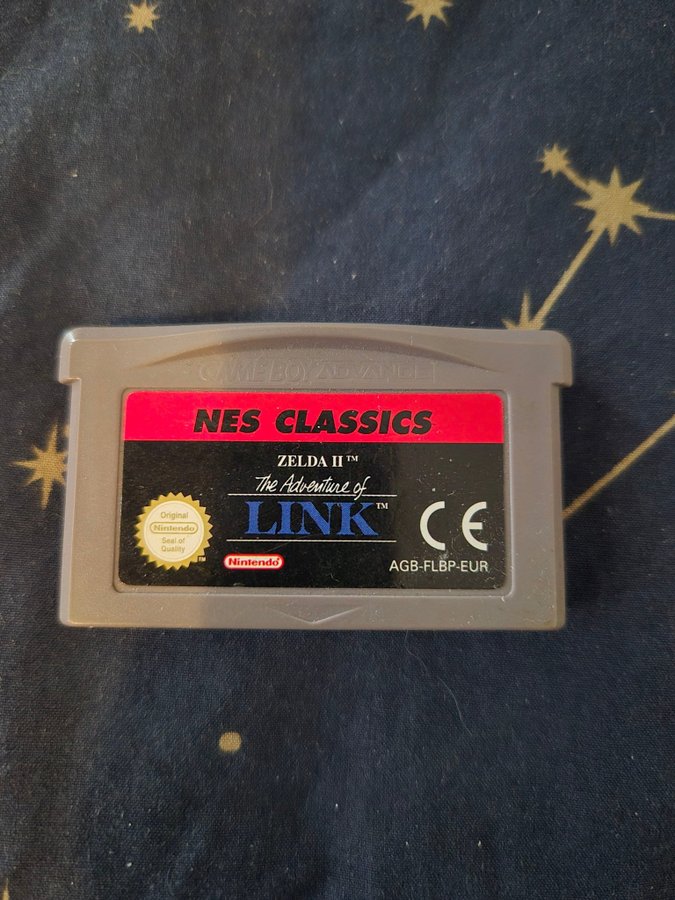 GAME BOY ADVANCE
NES CLASSICS
ZELDA II™
The Adventure of
LINK™
Original
Nintendo
Seal of
Quality
TM
Nintendo
CE
AGB-FLBP-EUR